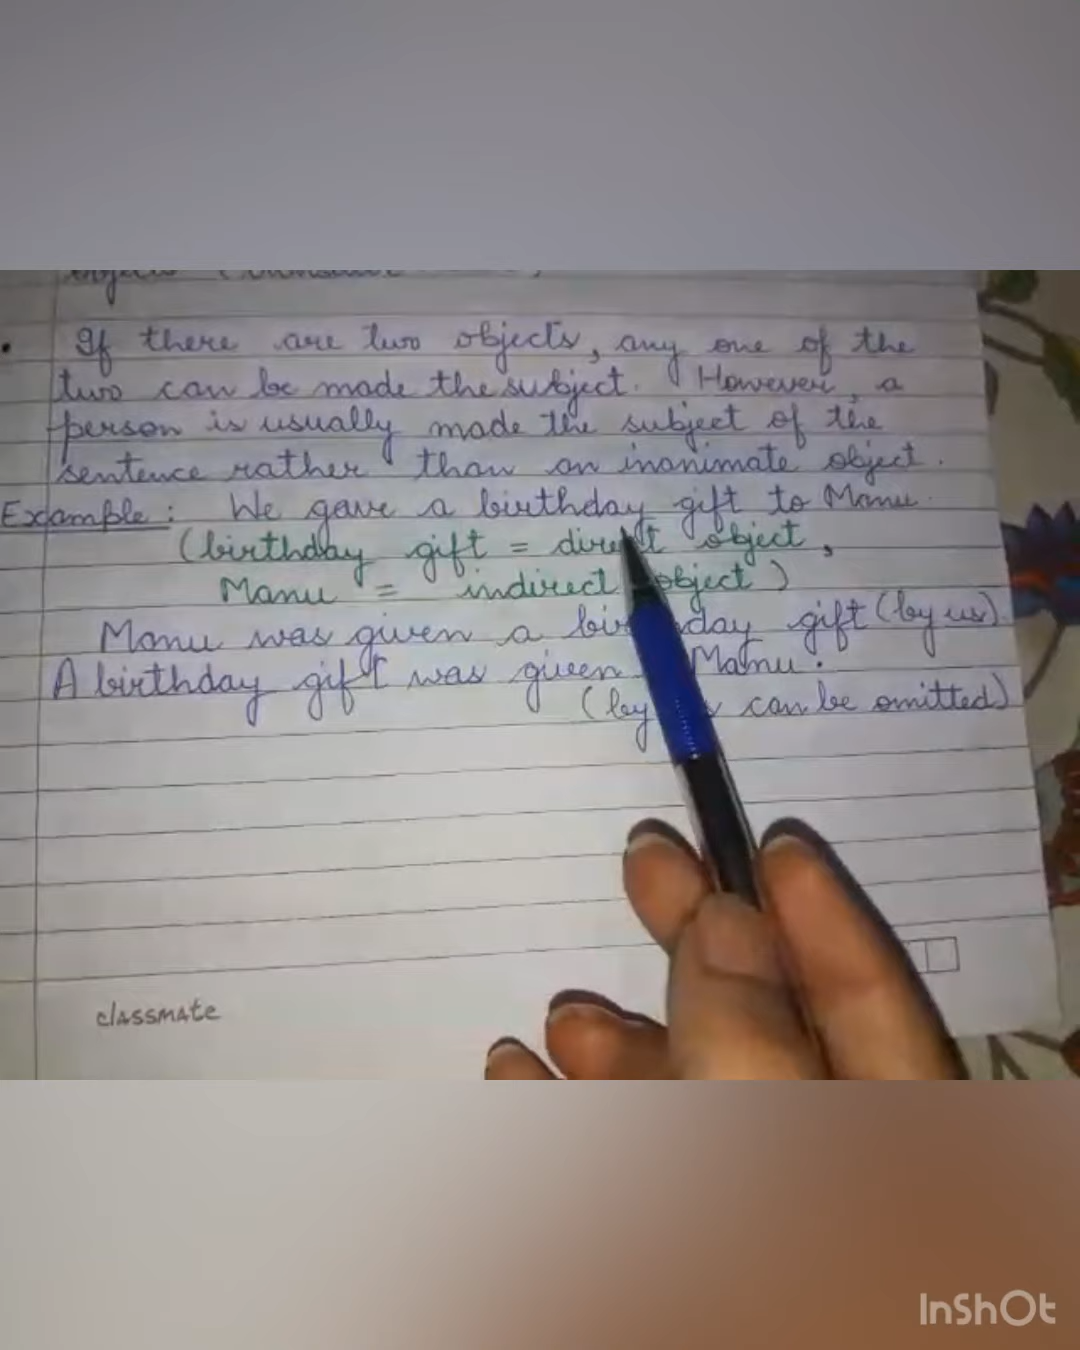 If there are two objects, any one of the
two can be made the subject. However, a
person is usually made the subject of the
sentence rather than an inanimate object.
Example: We gave a birthday gift to Manu.
(birthday gift = direct object,
Manu = indirect object)
Manu was given a birthday gift (by us).
A birthday gift was given Manu.
(by can be omitted)
classmate
InShOt